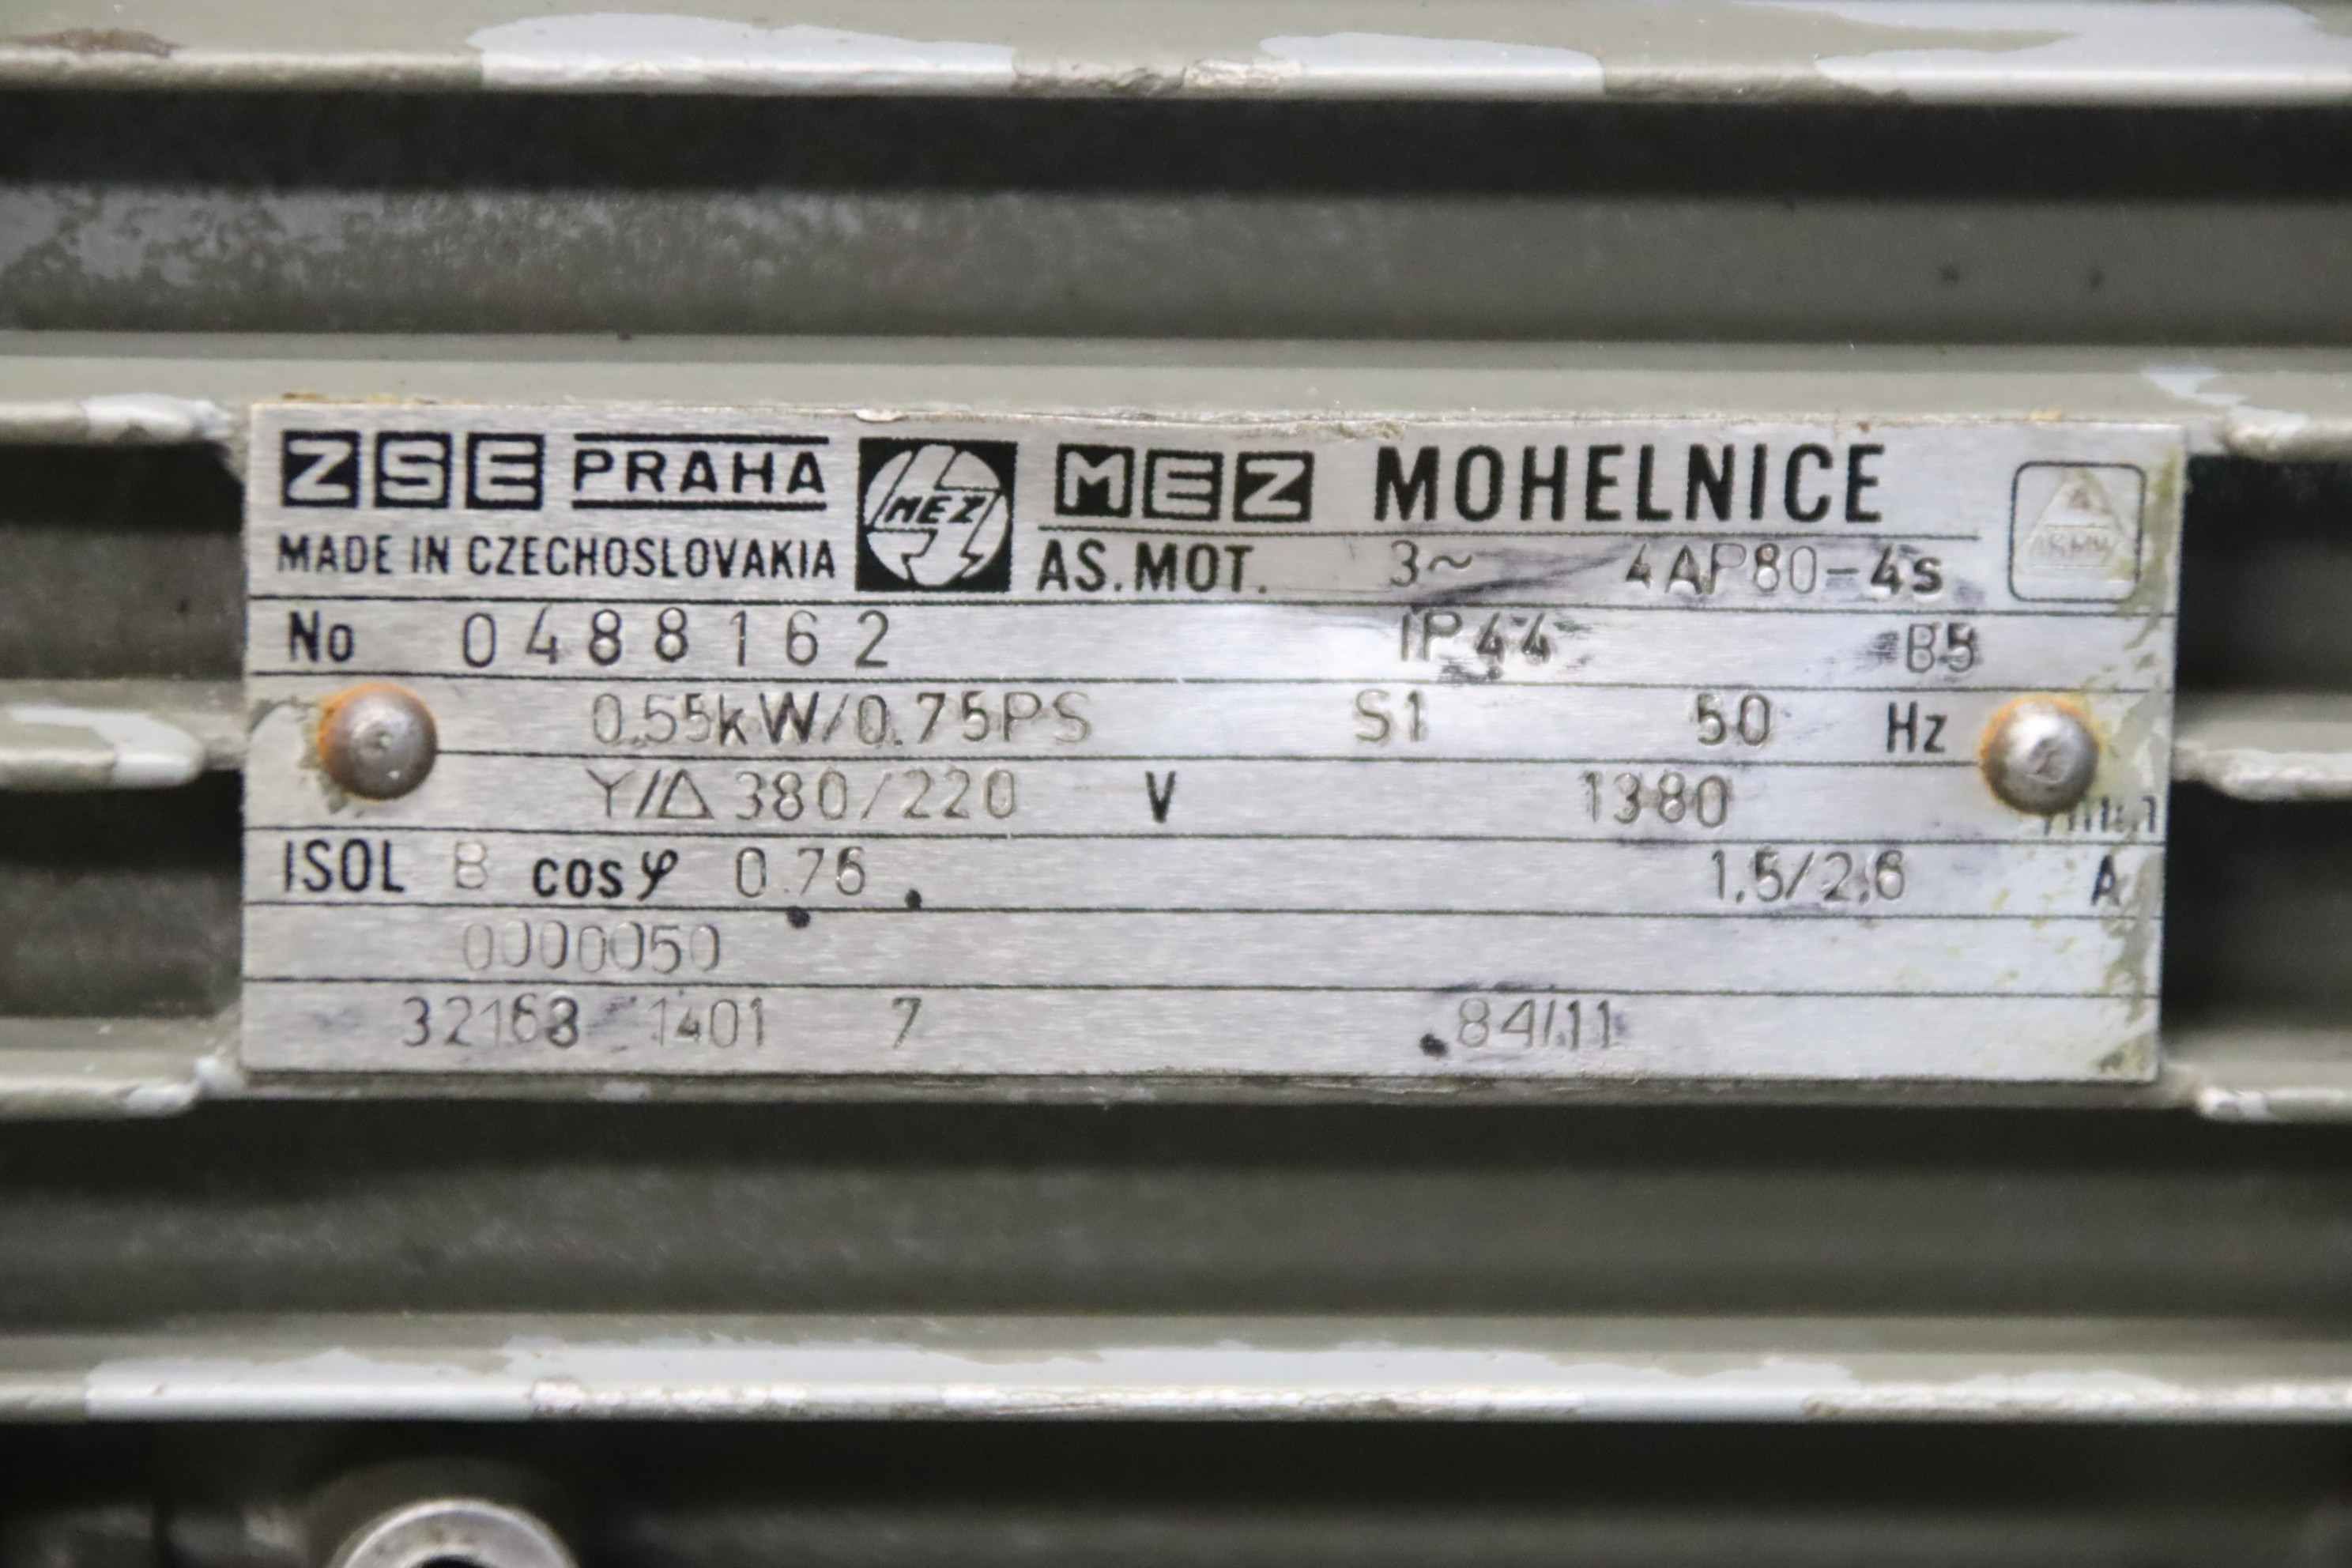 ZSE PRAHA MEZ MEZ MOHELNICE
MADE IN CZECHOSLOVAKIA AS.MOT. 3~ 4AP80-4s
No 0488162 IP44 B5
0.55kW/0.75PS S1 50 Hz
Y/Δ 380/220 V 1380 /min
ISOL B cosφ 0.76 1.5/2.6 A
0000050
32168 1401 7 84/11